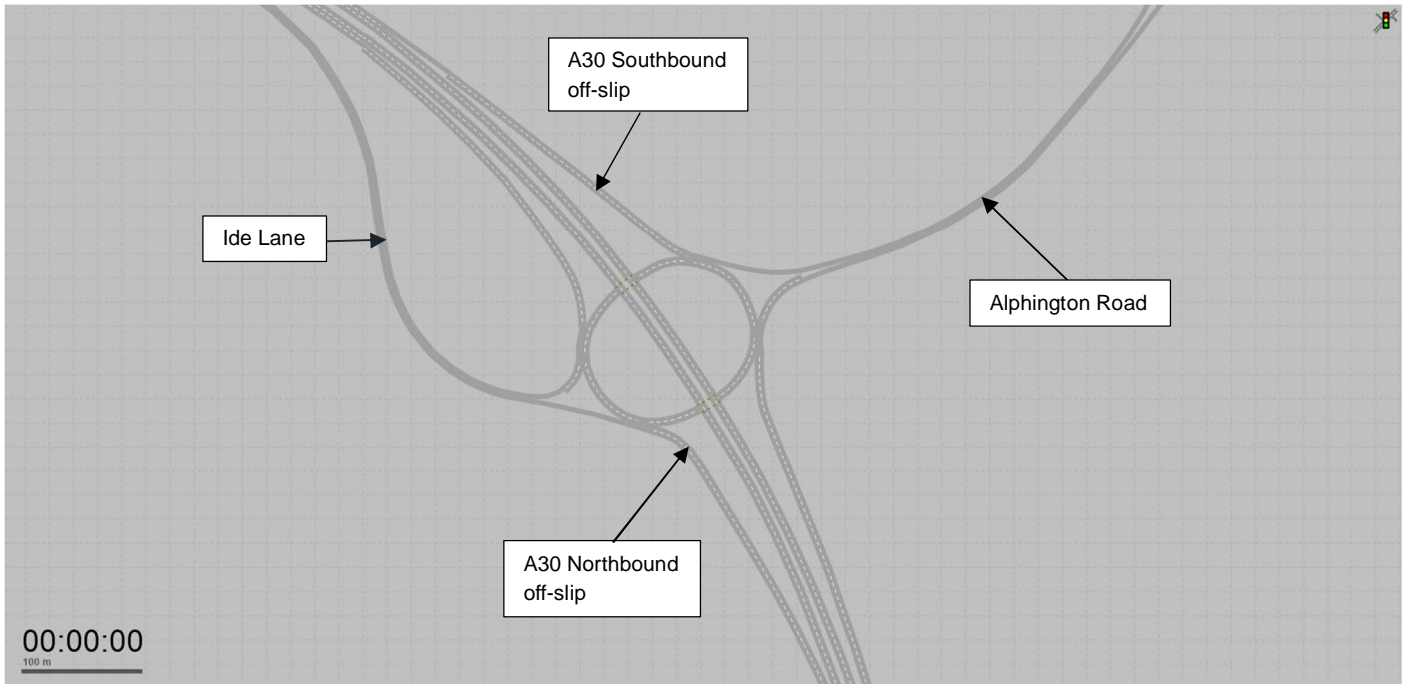 A30 Southbound
off-slip
Ide Lane
Alphington Road
A30 Northbound
off-slip
00:00:00
100 m